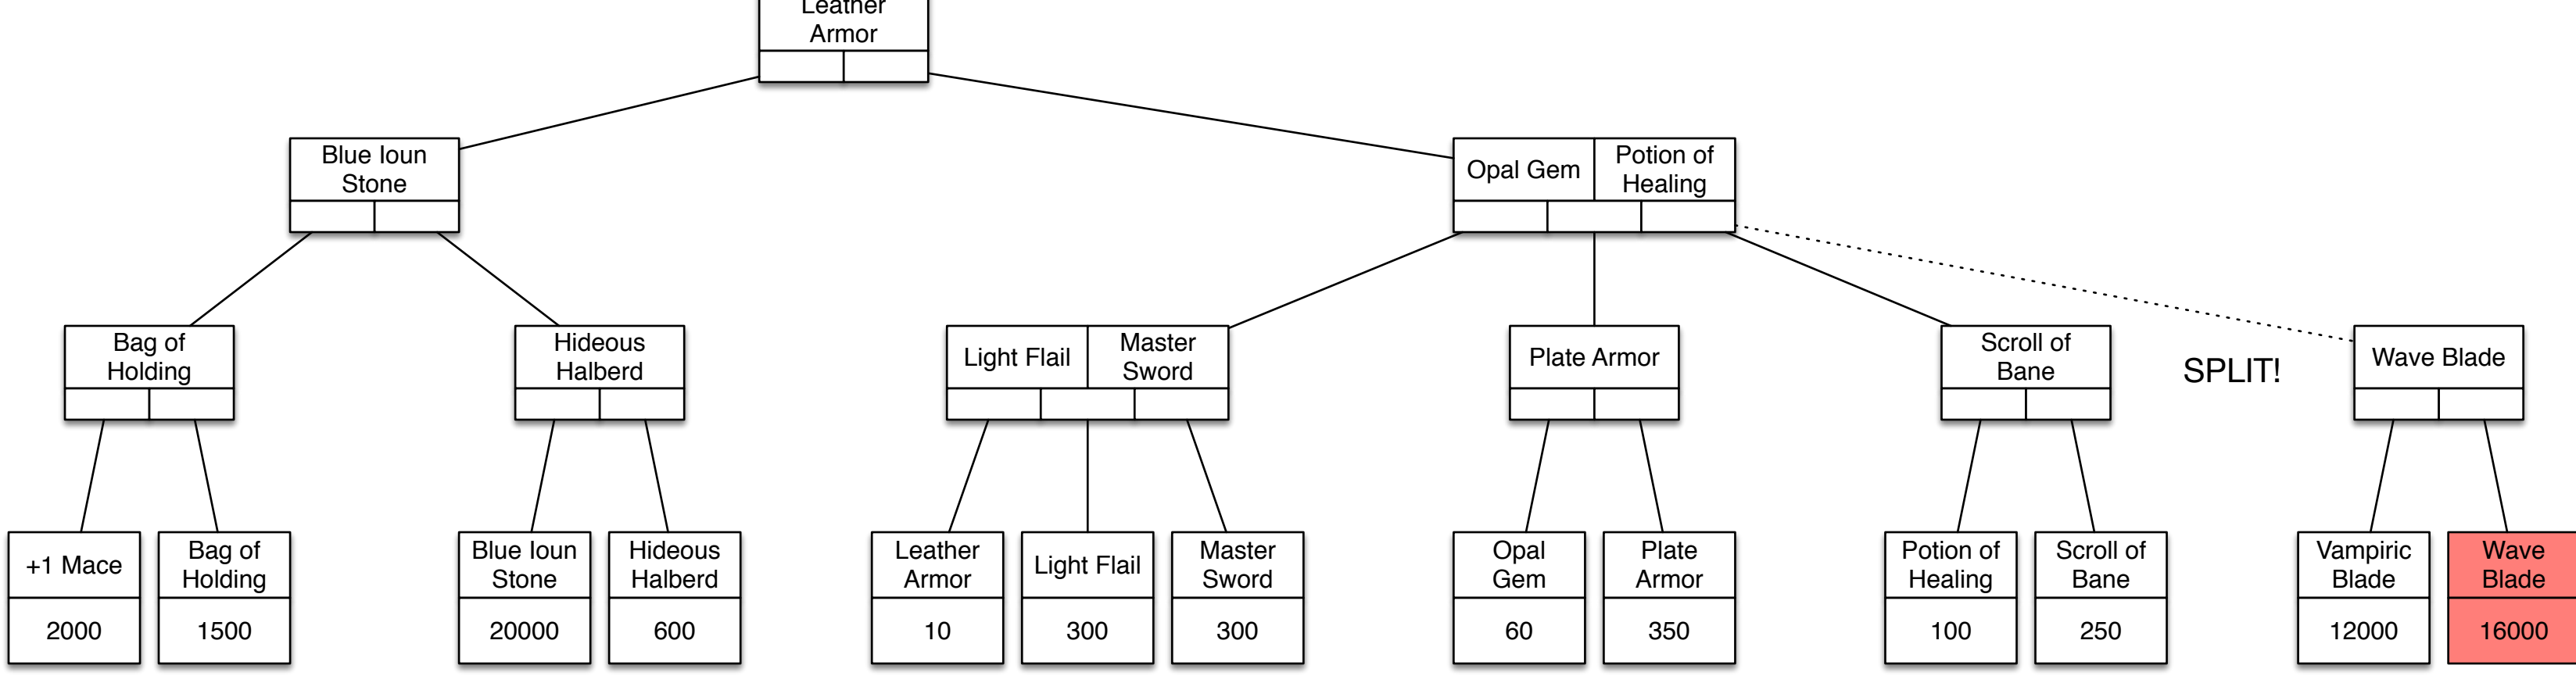 Leather
Armor
Blue Ioun
Stone
Opal Gem
Potion of
Healing
Bag of
Holding
Hideous
Halberd
Light Flail
Master
Sword
Plate Armor
Scroll of
Bane
SPLIT!
Wave Blade
+1 Mace
2000
Bag of
Holding
1500
Blue Ioun
Stone
20000
Hideous
Halberd
600
Leather
Armor
10
Light Flail
300
Master
Sword
300
Opal
Gem
60
Plate
Armor
350
Potion of
Healing
100
Scroll of
Bane
250
Vampiric
Blade
12000
Wave
Blade
16000